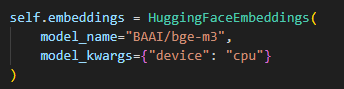 self.embeddings = HuggingFaceEmbeddings(
    model_name="BAAI/bge-m3",
    model_kwargs={"device": "cpu"}
)